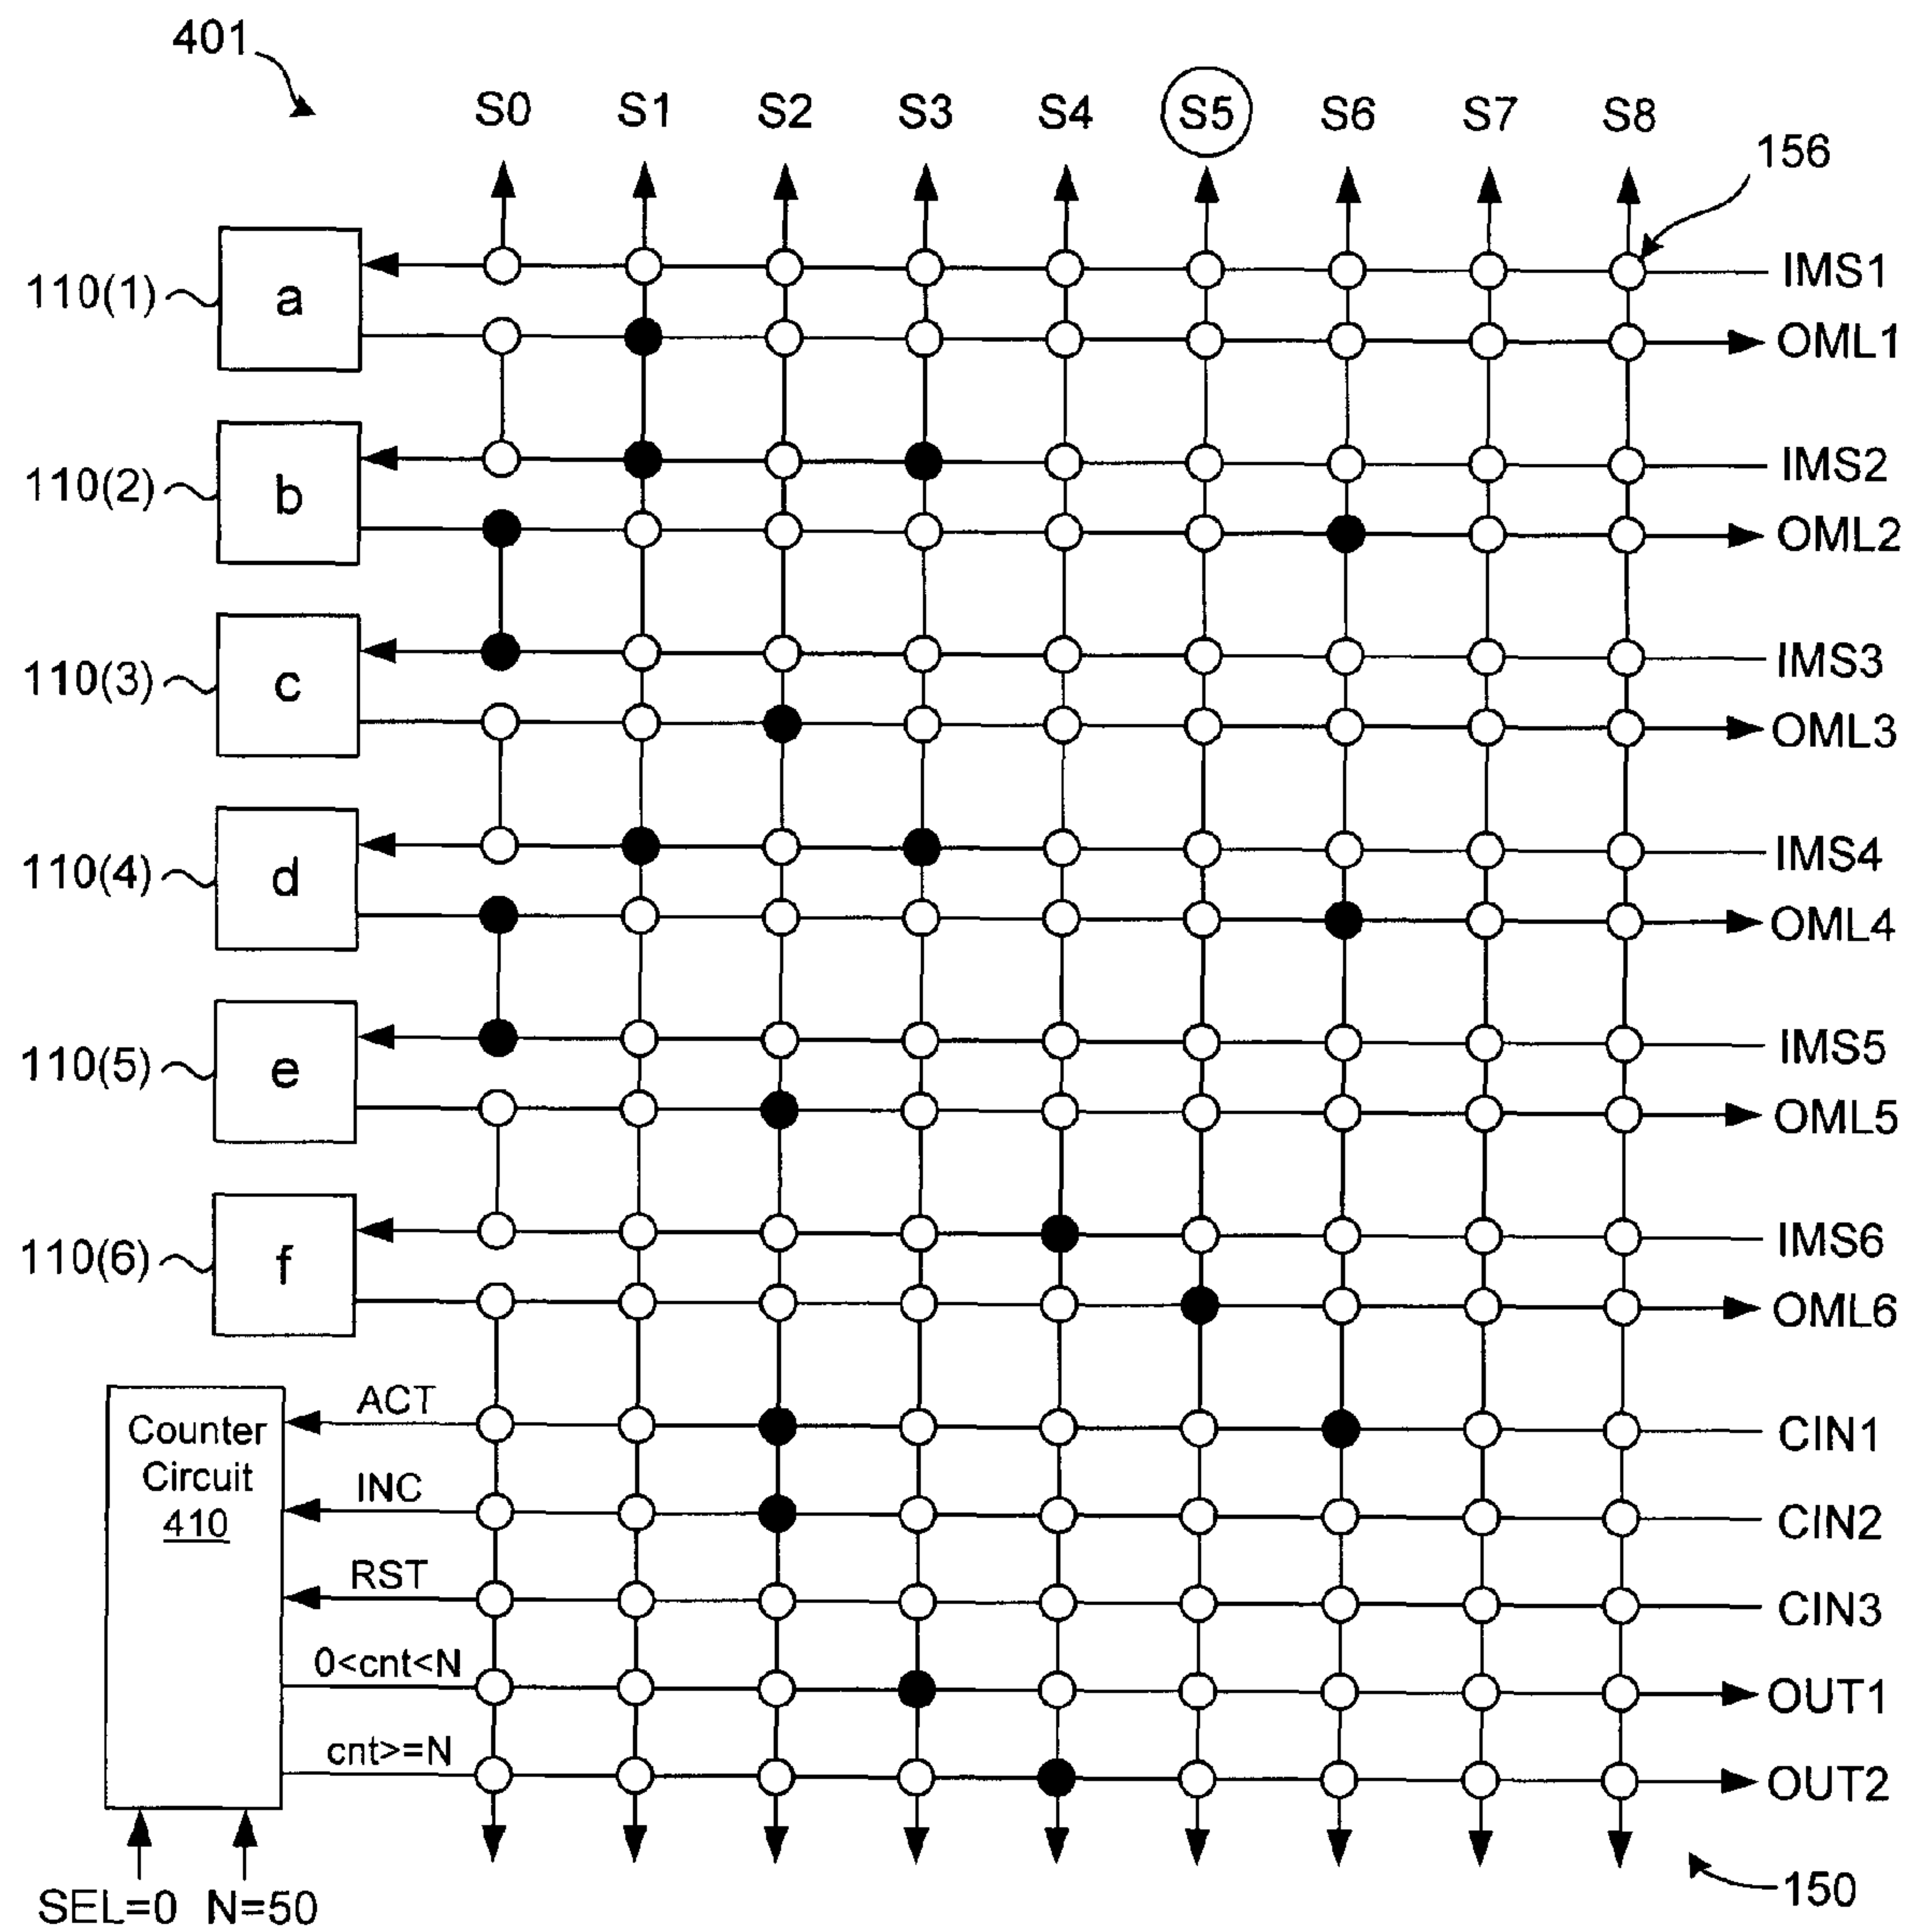 401
S0 S1 S2 S3 S4 S5 S6 S7 S8
156
110(1) a IMS1
OML1
110(2) b IMS2
OML2
110(3) c IMS3
OML3
110(4) d IMS4
OML4
110(5) e IMS5
OML5
110(6) f IMS6
OML6
Counter
Circuit
410
ACT CIN1
INC CIN2
RST CIN3
0<cnt<N OUT1
cnt>=N OUT2
SEL=0 N=50
150